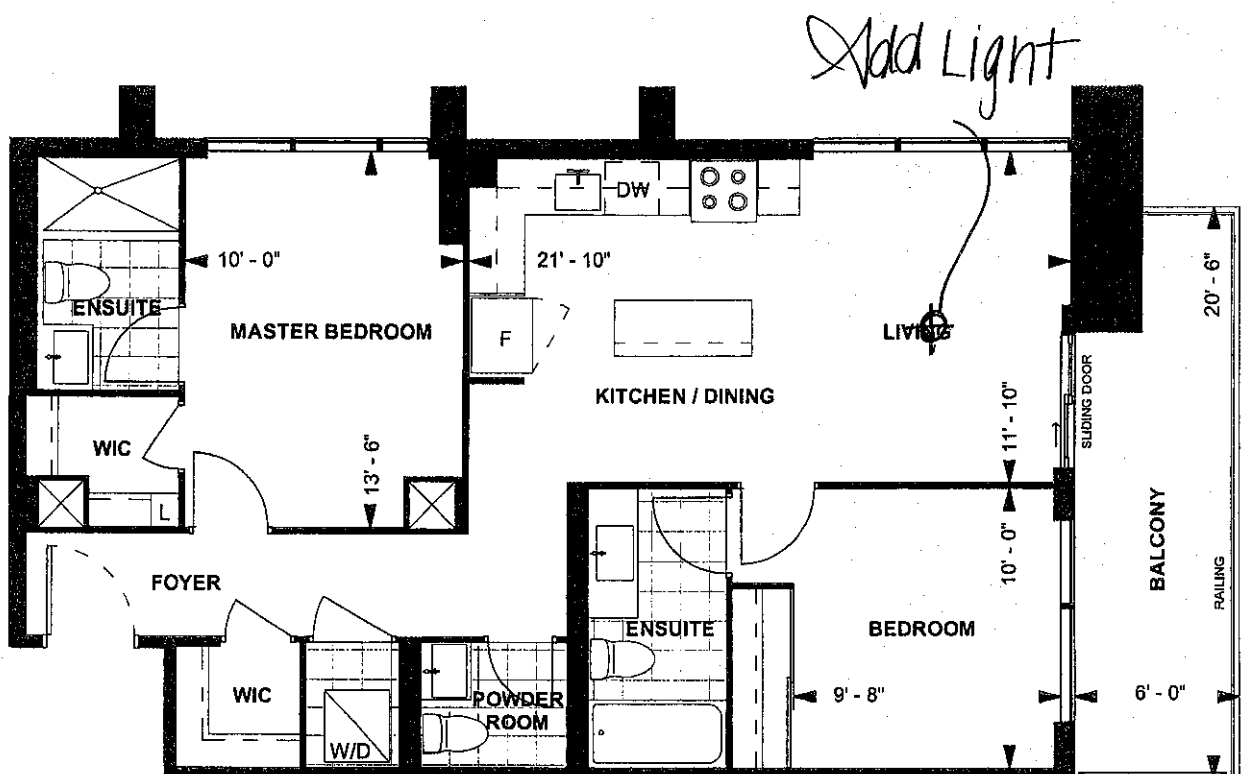 Add Light
DW
10' - 0"
21' - 10"
20' - 6"
ENSUITE
MASTER BEDROOM
F
LIVING
KITCHEN / DINING
SLIDING DOOR
WIC
13' - 6"
11' - 10"
L
10' - 0"
BALCONY
FOYER
RAILING
ENSUITE
BEDROOM
WIC
POWDER
ROOM
9' - 8"
6' - 0"
W/D